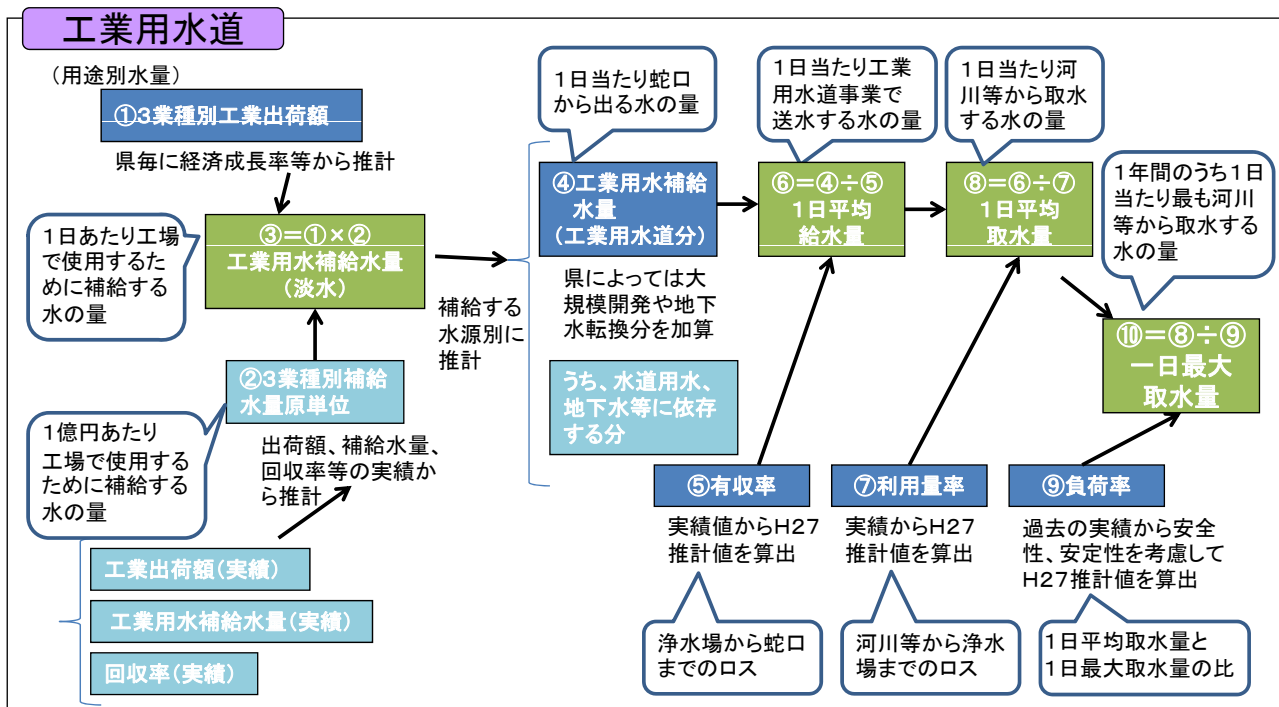 工業用水道
（用途別水量）
①３業種別工業出荷額
県毎に経済成長率等から推計
１日あたり工場
で使用するた
めに補給する
水の量
③＝①×②
工業用水補給水量
（淡水）
②３業種別補給
水量原単位
１億円あたり
工場で使用する
ために補給する
水の量
出荷額、補給水量、
回収率等の実績か
ら推計
工業出荷額（実績）
工業用水補給水量（実績）
回収率（実績）
補給する
水源別に
推計
１日当たり蛇口
から出る水の量
④工業用水補給
水量
（工業用水道分）
県によっては大
規模開発や地下
水転換分を加算
うち、水道用水、
地下水等に依存
する分
１日当たり工業
用水道事業で
送水する水の量
⑥＝④÷⑤
１日平均
給水量
１日当たり河
川等から取水
する水の量
⑧＝⑥÷⑦
１日平均
取水量
１年間のうち１日
当たり最も河川
等から取水する
水の量
⑩＝⑧÷⑨
一日最大
取水量
⑤有収率
実績値からＨ２７
推計値を算出
浄水場から蛇口
までのロス
⑦利用量率
実績からＨ２７
推計値を算出
河川等から浄水
場までのロス
⑨負荷率
過去の実績から安全
性、安定性を考慮して
Ｈ２７推計値を算出
１日平均取水量と
１日最大取水量の比